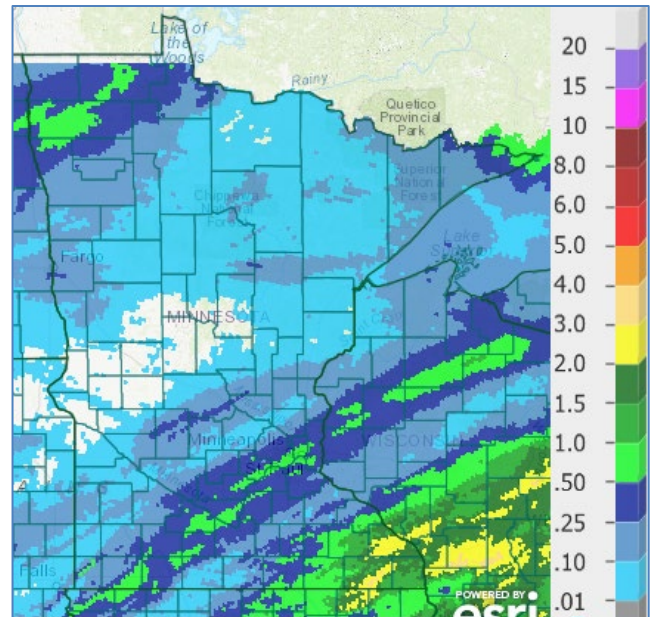 Lake of
the
Woods
Rainy
Quetico
Provincial
Park
Superior
National
Forest
Chippewa
National
Forest
Lake
Fargo
MINNESOTA
Minneapolis
St. Paul
WISCONSIN
Minnesota
Falls
POWERED BY
esri
20
15
10
8.0
6.0
5.0
4.0
3.0
2.0
1.5
1.0
.50
.25
.10
.01